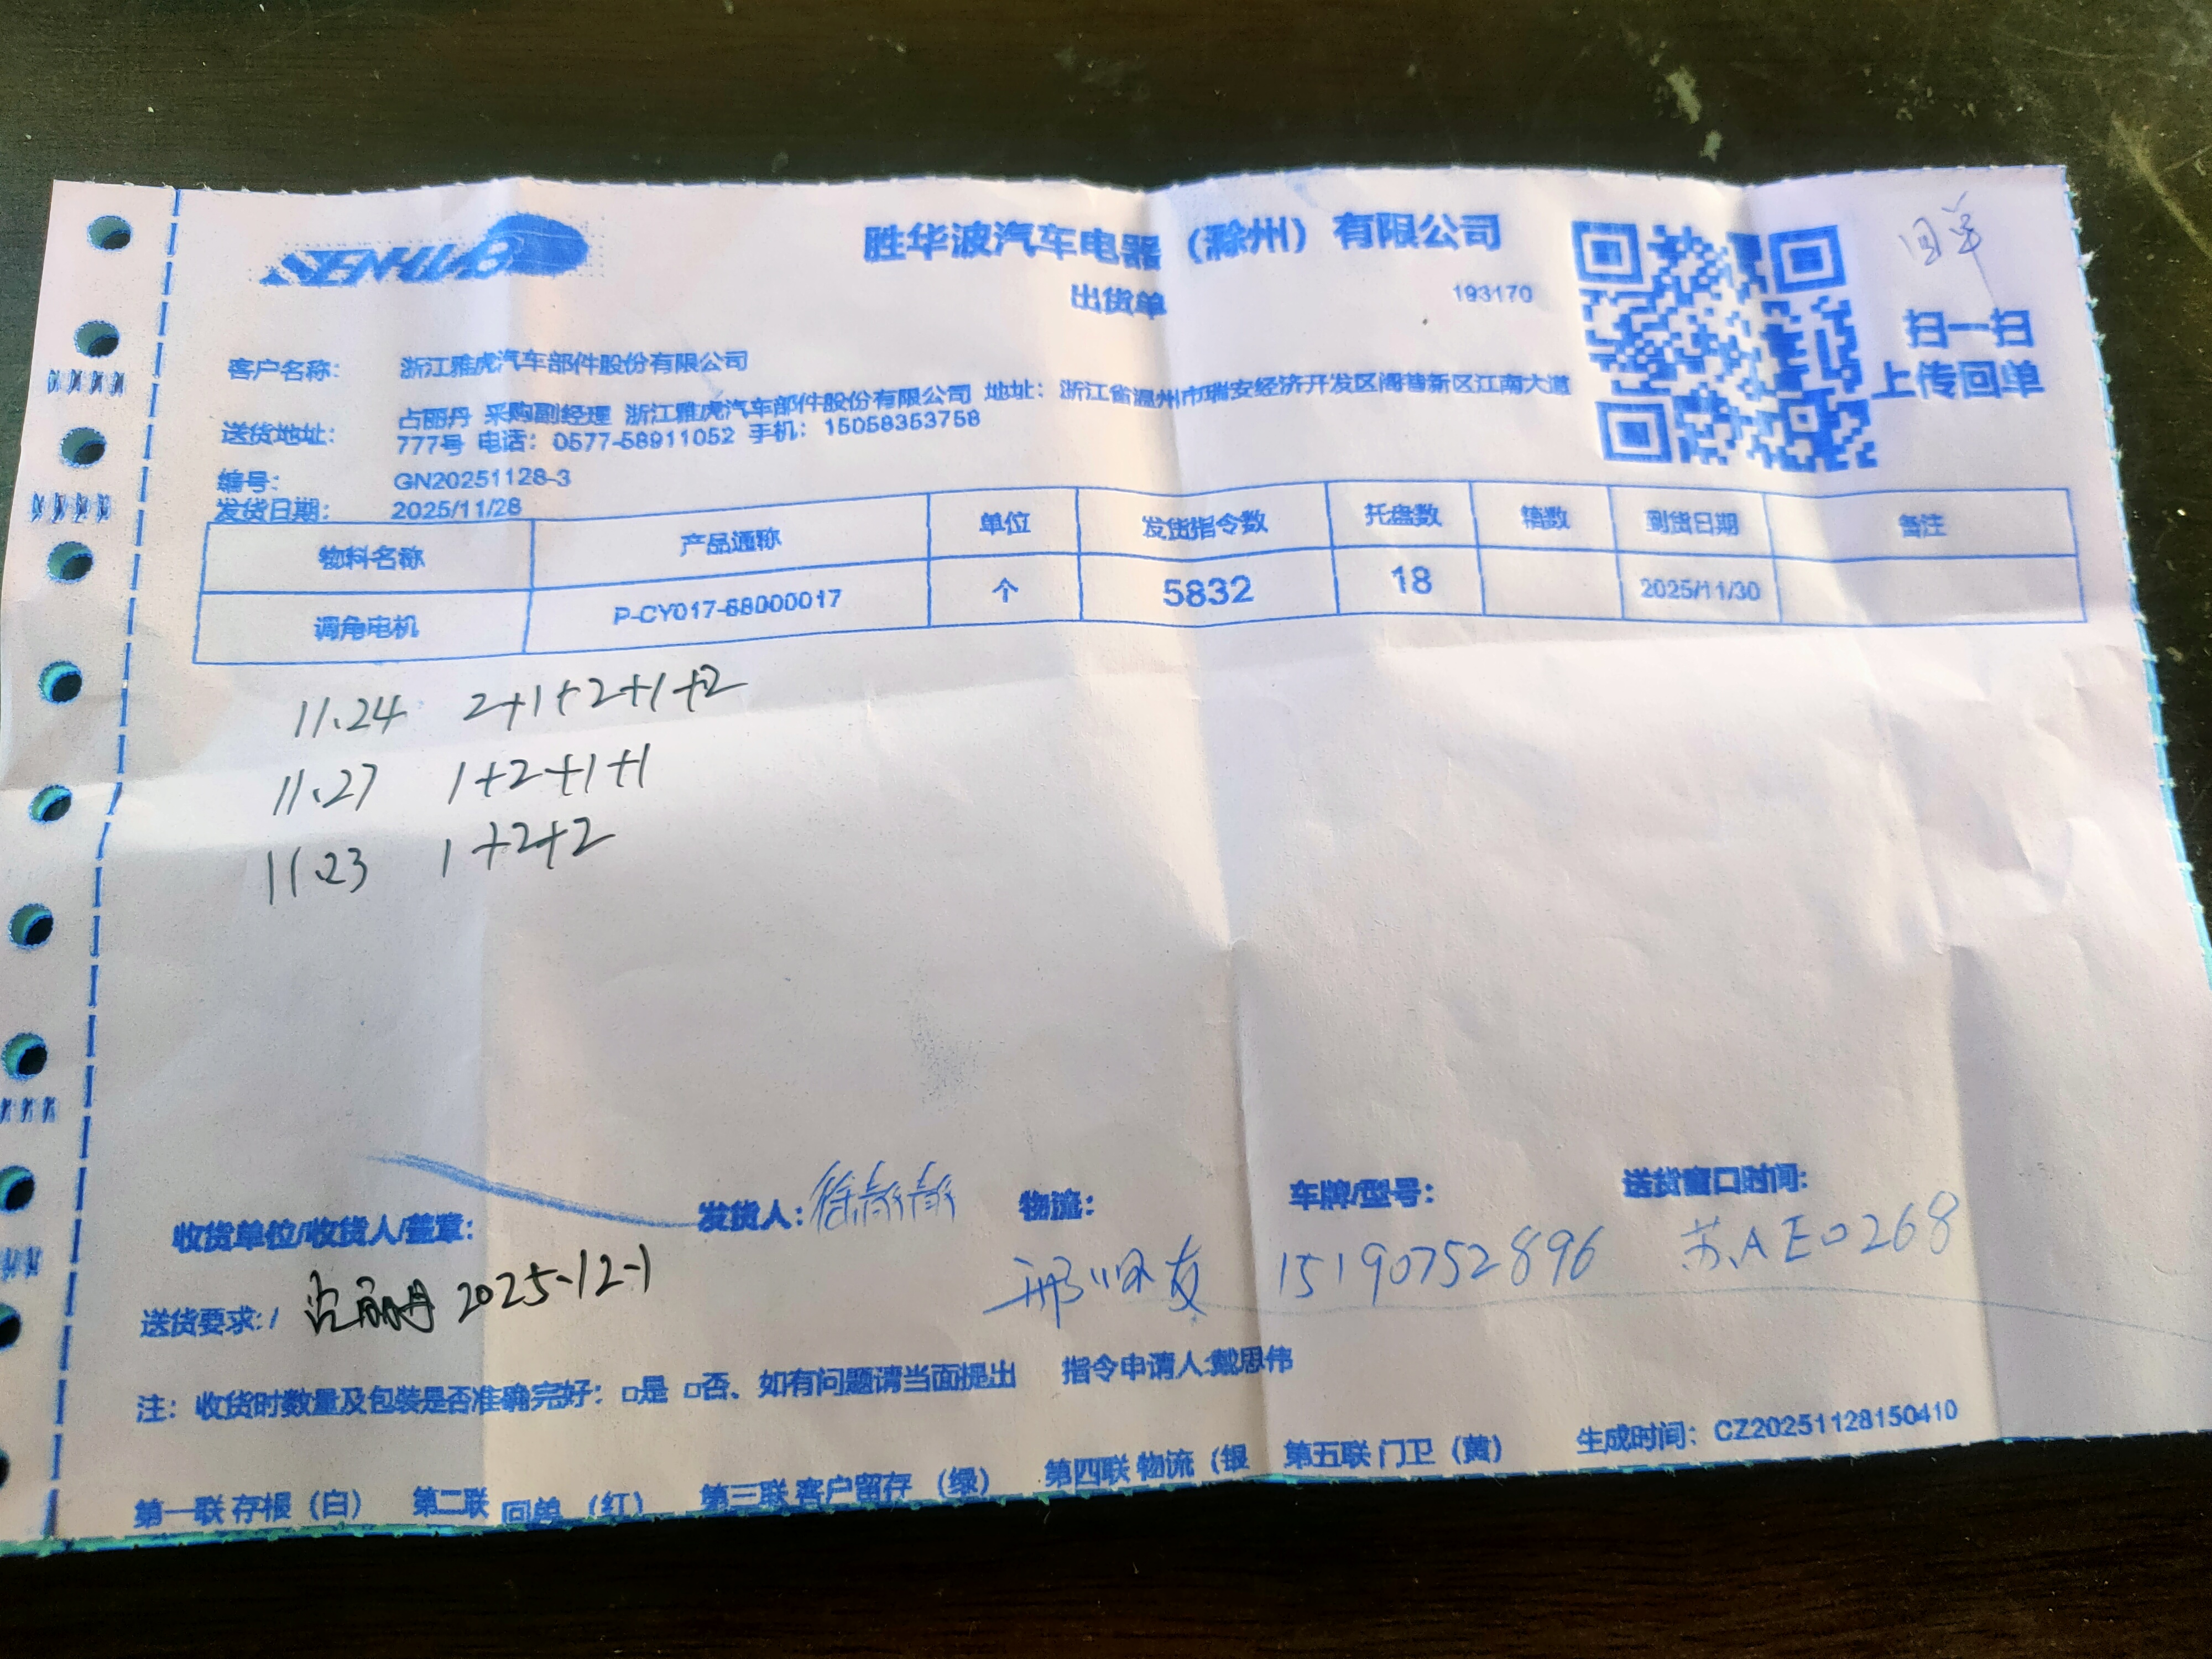 SENHWB
胜华波汽车电器（滁州）有限公司
回单
出货单
193170
扫一扫
上传回单
客户名称: 浙江雅虎汽车部件股份有限公司
送货地址: 占丽丹 采购副经理 浙江雅虎汽车部件股份有限公司 地址：浙江省温州市瑞安经济开发区阁巷新区江南大道
777号 电话：0577-58911052 手机：15058353758
编号: GN20251128-3
发货日期: 2025/11/28
物料名称 产品通称 单位 发货指令数 托盘数 箱数 到货日期 备注
调角电机 P-CY017-68000017 个 5832 18 2025/11/30
11.24 2+1+2+1+2
11.27 1+2+1+1
11.23 1+2+2
收货单位/收货人/盖章: 发货人: 物流: 车牌/型号: 送货窗口时间:
15190752896 苏AE0268
送货要求: / 占丽丹 2025-12-1
注：收货时数量及包装是否准确完好：□是 □否、如有问题请当面提出 指令申请人:戴思伟
第一联 存根（白） 第二联 回单（红） 第三联 客户留存（绿） 第四联 物流（银 第五联 门卫（黄） 生成时间：CZ20251128150410